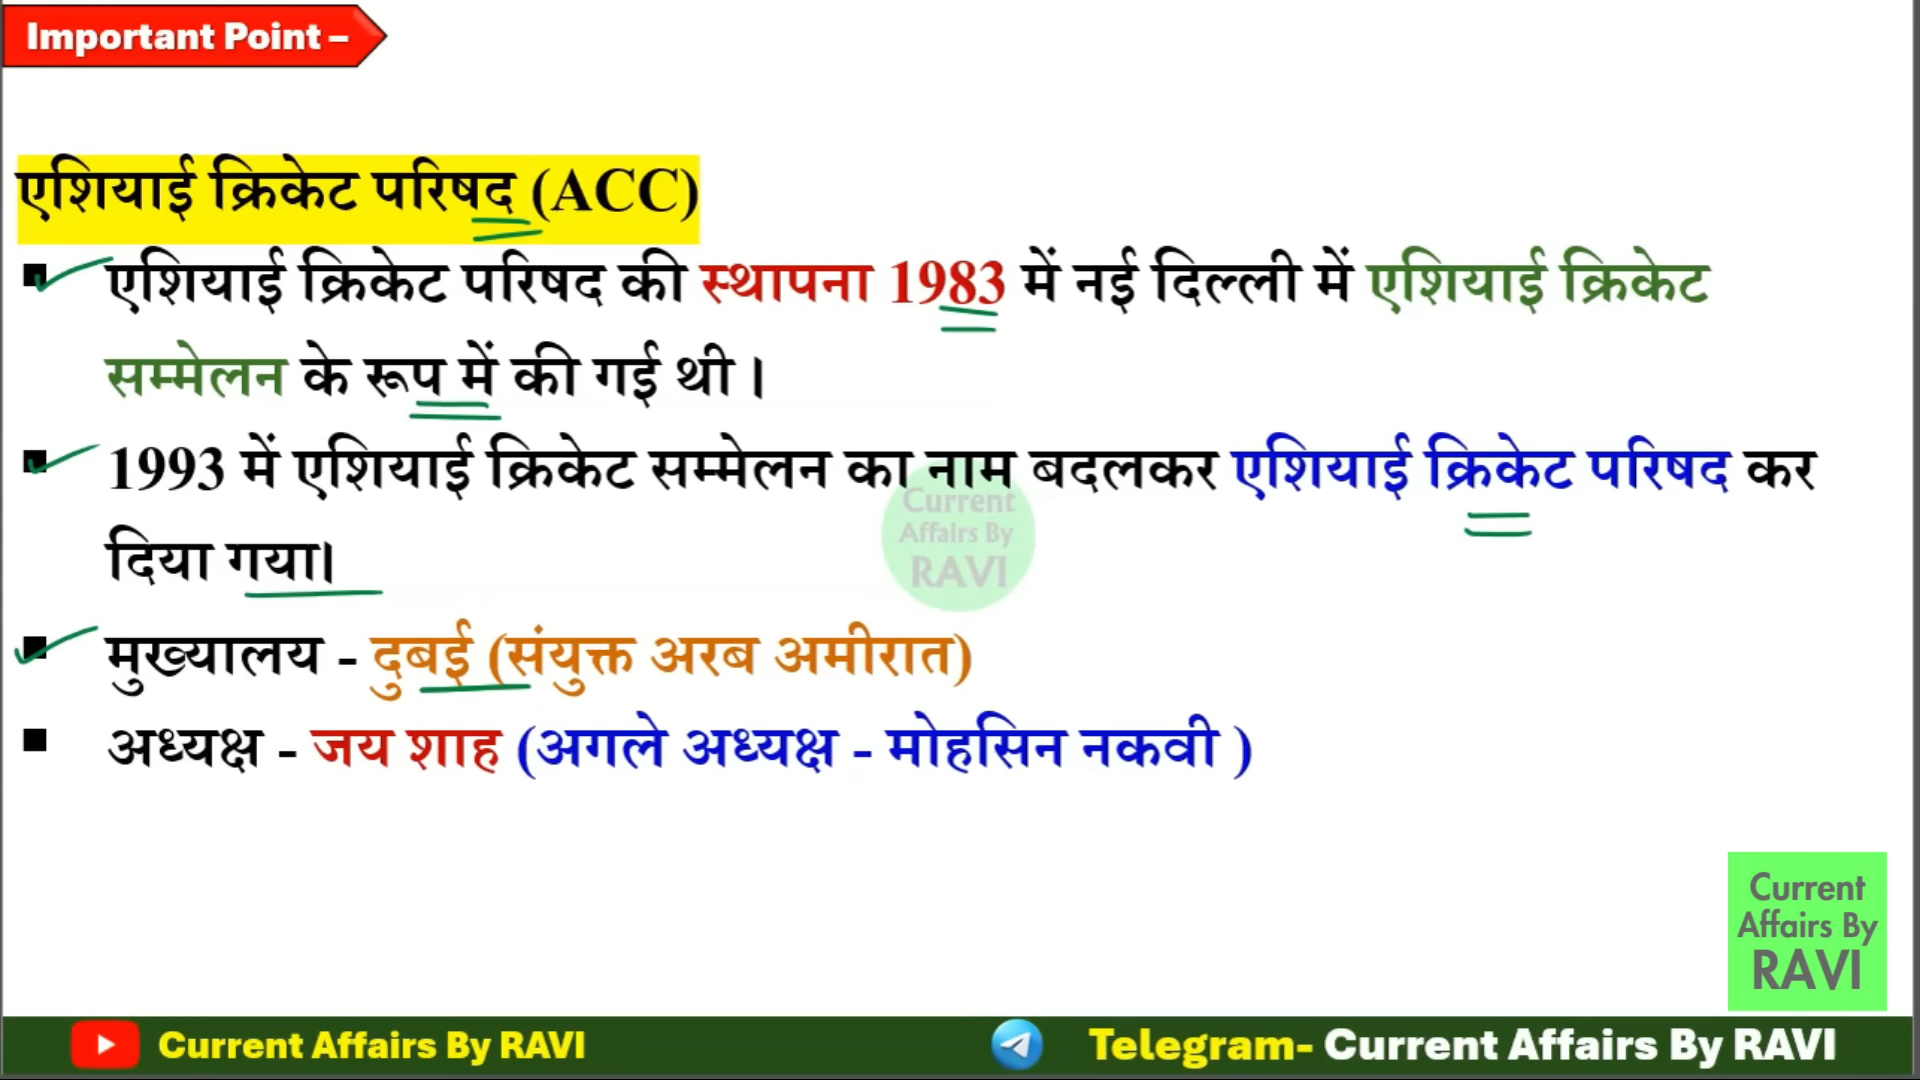 Important Point –
एशियाई क्रिकेट परिषद (ACC)
▪ एशियाई क्रिकेट परिषद की स्थापना 1983 में नई दिल्ली में एशियाई क्रिकेट
सम्मेलन के रूप में की गई थी ।
▪ 1993 में एशियाई क्रिकेट सम्मेलन का नाम बदलकर एशियाई क्रिकेट परिषद कर
दिया गया।
▪ मुख्यालय - दुबई (संयुक्त अरब अमीरात)
▪ अध्यक्ष - जय शाह (अगले अध्यक्ष - मोहसिन नकवी )
Current
Affairs By
RAVI
Current
Affairs By
RAVI
Current Affairs By RAVI
Telegram- Current Affairs By RAVI